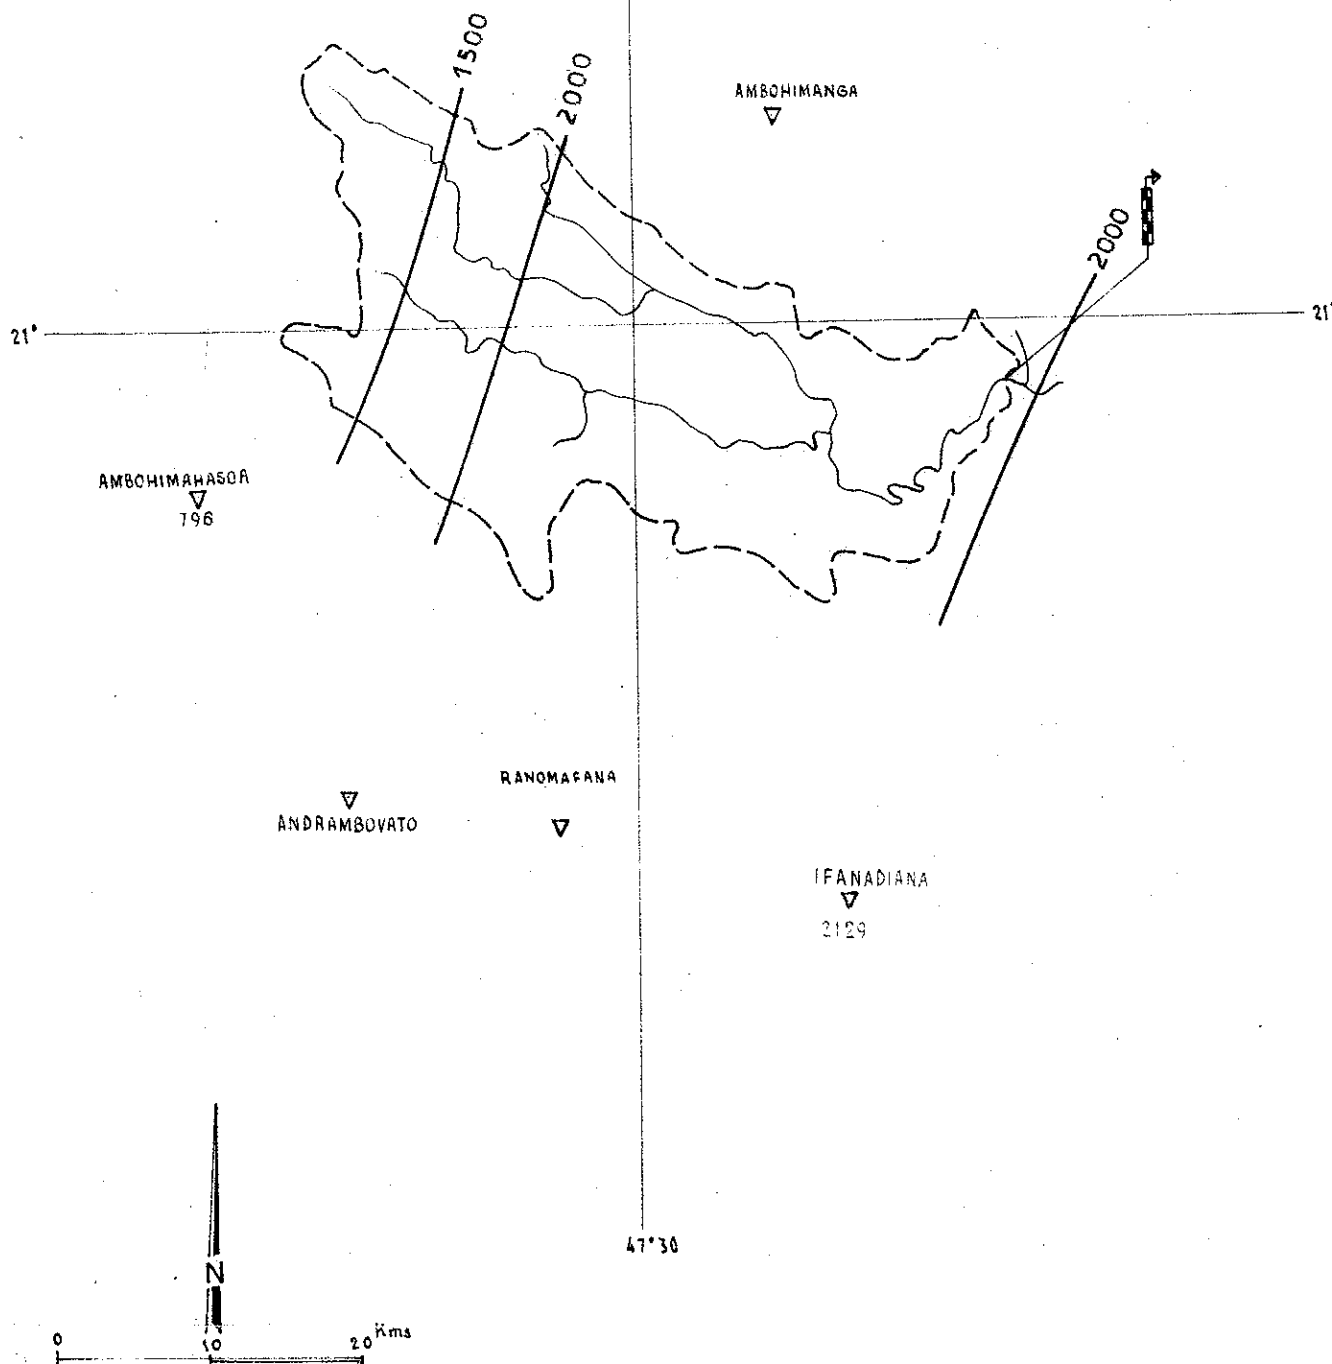 1500
2000
AMBOHIMANGA
2000
21°
21°
AMBOHIMAHASOA
796
RANOMAFANA
ANDRAMBOVATO
IFANADIANA
2129
47°30
N
0 10 20 Kms